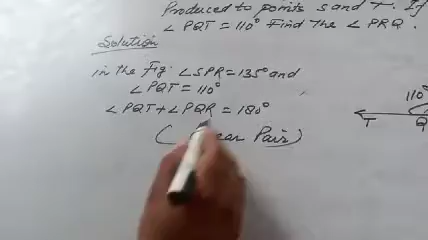 Produced to points S and T. If
∠PQT = 110° Find the ∠PRQ.
Solution
in the Fig: ∠SPR = 135° and
∠PQT = 110°
∠PQT + ∠PQR = 180°
Pair)
110°
T Q